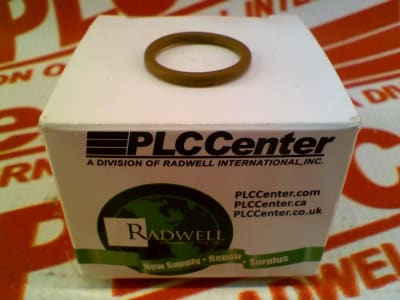 PLCCenter
A DIVISION OF RADWELL INTERNATIONAL, INC.
PLCCenter.com
PLCCenter.ca
PLCCenter.co.uk
RADWELL
New Supply • Repair • Surplus